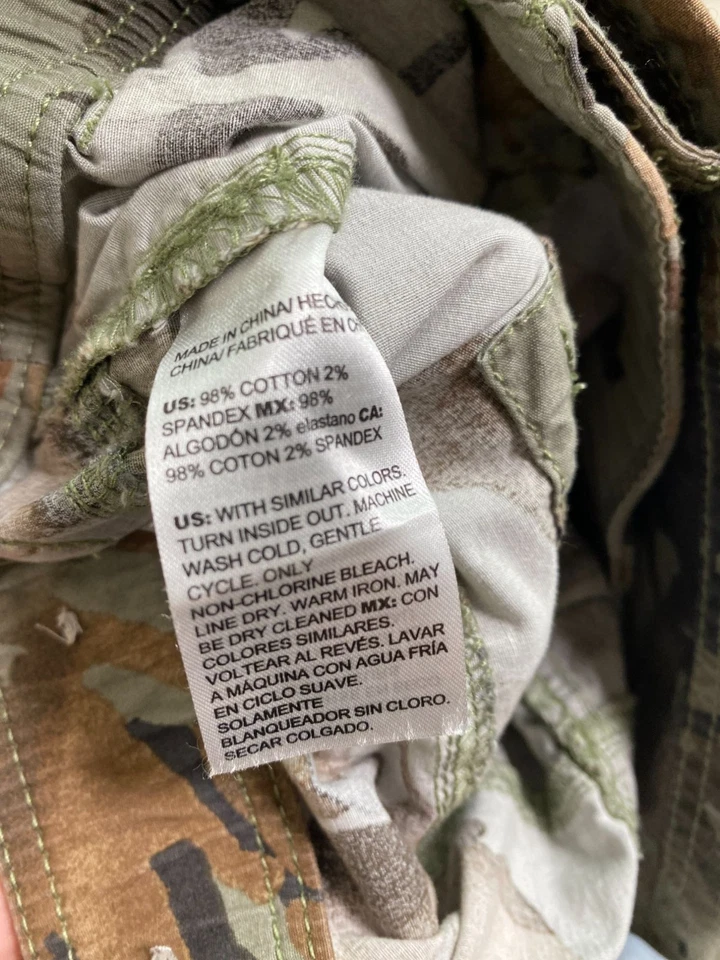 MADE IN CHINA/
CHINA/ FABRIQUÉ EN
US: 98% COTTON 2%
SPANDEX MX: 98%
ALGODÓN 2% elastano CA:
98% COTON 2% SPANDEX
US: WITH SIMILAR COLORS.
TURN INSIDE OUT. MACHINE
WASH COLD, GENTLE
CYCLE. ONLY
NON-CHLORINE BLEACH.
LINE DRY. WARM IRON. MAY
BE DRY CLEANED MX: CON
COLORES SIMILARES.
VOLTEAR AL REVÉS. LAVAR
A MÁQUINA CON AGUA FRÍA
EN CICLO SUAVE.
SOLAMENTE
BLANQUEADOR SIN CLORO.
SECAR COLGADO.